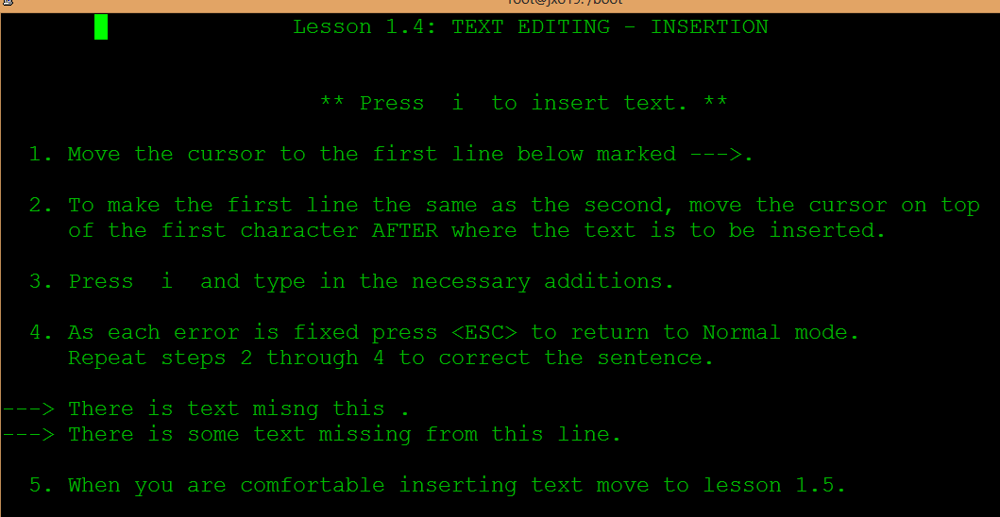 Lesson 1.4: TEXT EDITING - INSERTION
** Press  i  to insert text. **
1. Move the cursor to the first line below marked --->.
2. To make the first line the same as the second, move the cursor on top
of the first character AFTER where the text is to be inserted.
3. Press  i  and type in the necessary additions.
4. As each error is fixed press <ESC> to return to Normal mode.
Repeat steps 2 through 4 to correct the sentence.
---> There is text misng this .
---> There is some text missing from this line.
5. When you are comfortable inserting text move to lesson 1.5.